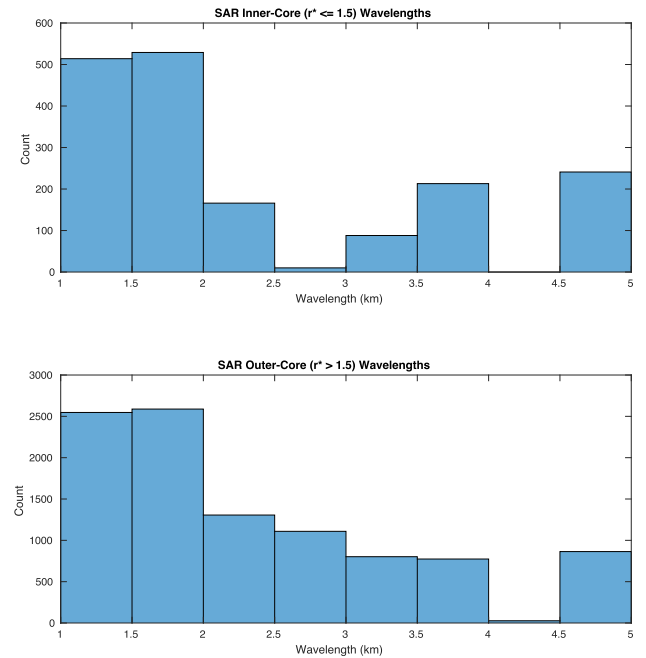 SAR Inner-Core (r* <= 1.5) Wavelengths
600
500
400
300
200
100
0
Count
1 1.5 2 2.5 3 3.5 4 4.5 5
Wavelength (km)
SAR Outer-Core (r* > 1.5) Wavelengths
3000
2500
2000
1500
1000
500
0
Count
1 1.5 2 2.5 3 3.5 4 4.5 5
Wavelength (km)